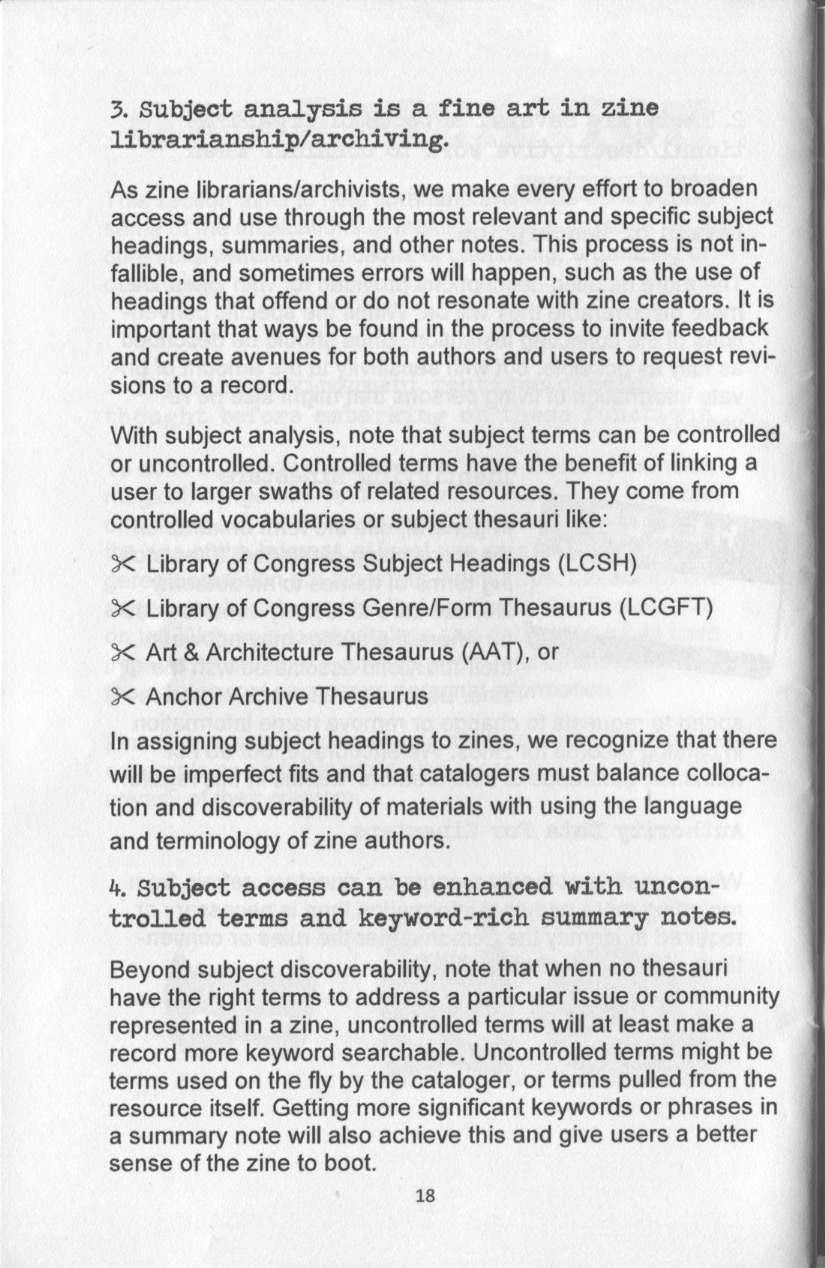 3. Subject analysis is a fine art in zine
librarianship/archiving.
As zine librarians/archivists, we make every effort to broaden
access and use through the most relevant and specific subject
headings, summaries, and other notes. This process is not in-
fallible, and sometimes errors will happen, such as the use of
headings that offend or do not resonate with zine creators. It is
important that ways be found in the process to invite feedback
and create avenues for both authors and users to request revi-
sions to a record.
With subject analysis, note that subject terms can be controlled
or uncontrolled. Controlled terms have the benefit of linking a
user to larger swaths of related resources. They come from
controlled vocabularies or subject thesauri like:
Library of Congress Subject Headings (LCSH)
Library of Congress Genre/Form Thesaurus (LCGFT)
Art & Architecture Thesaurus (AAT), or
Anchor Archive Thesaurus
In assigning subject headings to zines, we recognize that there
will be imperfect fits and that catalogers must balance colloca-
tion and discoverability of materials with using the language
and terminology of zine authors.
4. Subject access can be enhanced with uncon-
trolled terms and keyword-rich summary notes.
Beyond subject discoverability, note that when no thesauri
have the right terms to address a particular issue or community
represented in a zine, uncontrolled terms will at least make a
record more keyword searchable. Uncontrolled terms might be
terms used on the fly by the cataloger, or terms pulled from the
resource itself. Getting more significant keywords or phrases in
a summary note will also achieve this and give users a better
sense of the zine to boot.
18